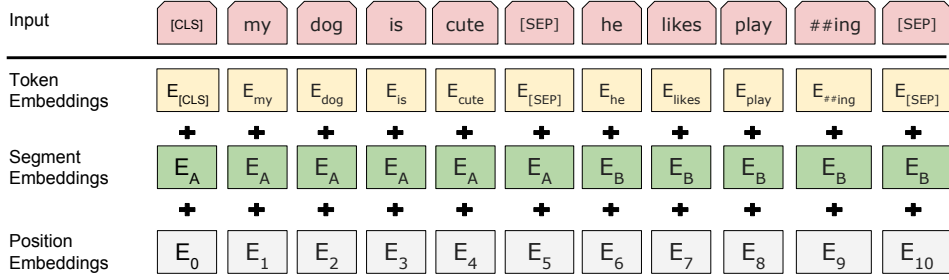 Input [CLS] my dog is cute [SEP] he likes play ##ing [SEP]
Token Embeddings E[CLS] Emy Edog Eis Ecute E[SEP] Ehe Elikes Eplay E##ing E[SEP]
+ + + + + + + + + + +
Segment Embeddings EA EA EA EA EA EA EB EB EB EB EB
+ + + + + + + + + + +
Position Embeddings E0 E1 E2 E3 E4 E5 E6 E7 E8 E9 E10